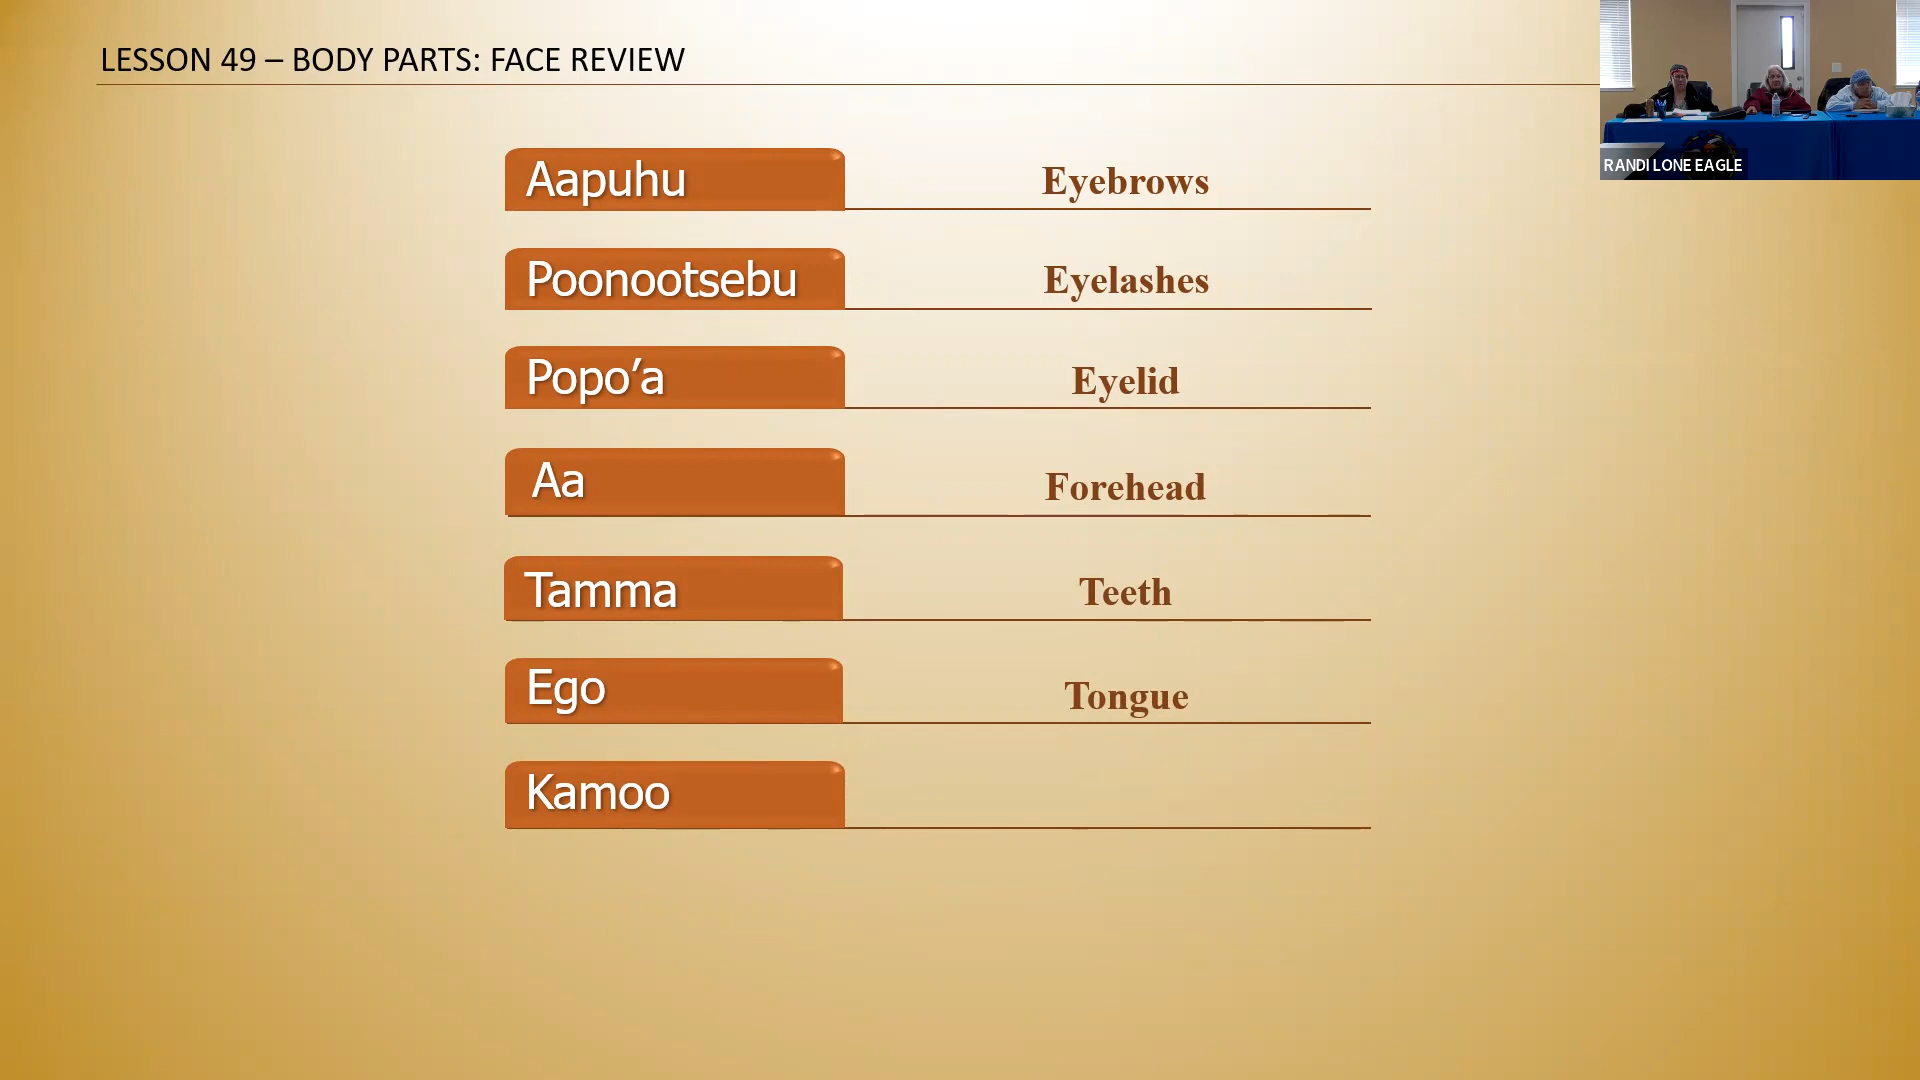 LESSON 49 – BODY PARTS: FACE REVIEW
RANDI LONE EAGLE
Aapuhu Eyebrows
Poonootsebu Eyelashes
Popo’a Eyelid
Aa Forehead
Tamma Teeth
Ego Tongue
Kamoo